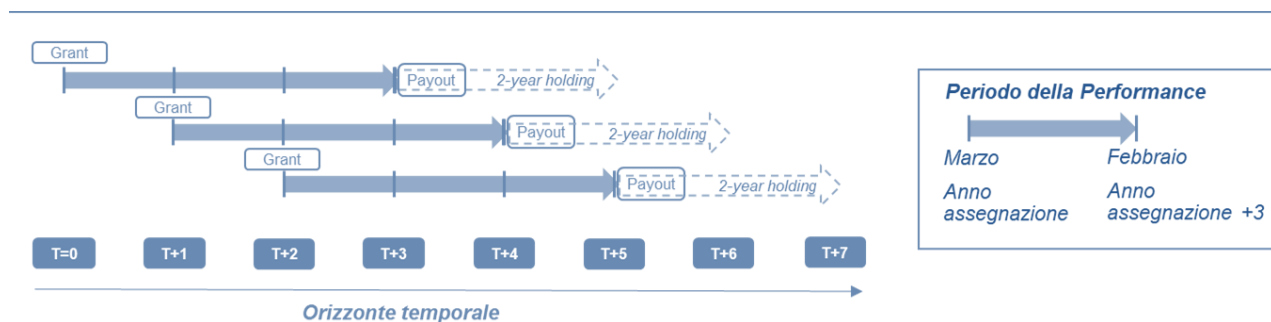 Grant
Payout 2-year holding
Grant
Payout 2-year holding
Grant
Payout 2-year holding
T=0 T+1 T+2 T+3 T+4 T+5 T+6 T+7
Orizzonte temporale
Periodo della Performance
Marzo Febbraio
Anno Anno
assegnazione assegnazione +3